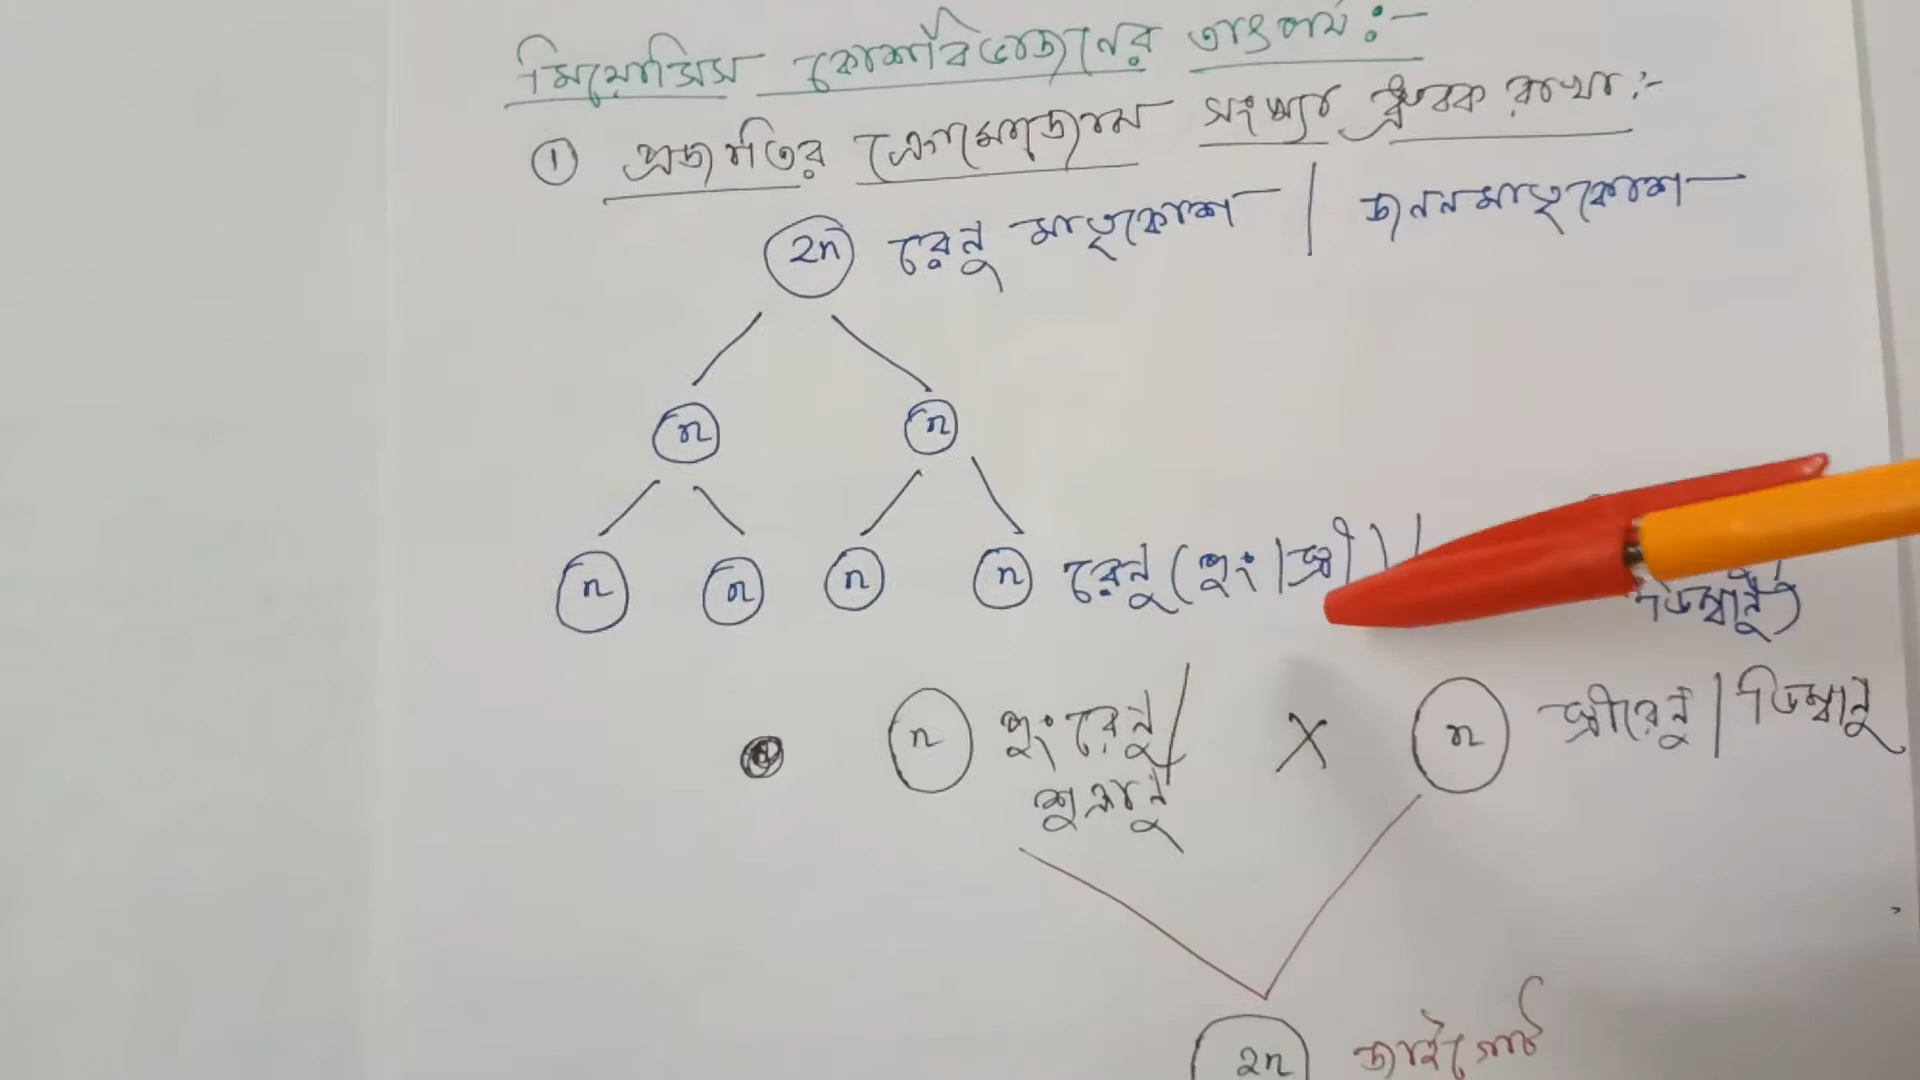 মিয়োসিস কোশবিভাজনের তাৎপর্য :-
① প্রজাতির ক্রোমোজোম সংখ্যা ধ্রুবক রাখা :-
2n রেনু মাতৃকোশ | জননমাতৃকোশ
n n
n n n n রেনু (পুং | স্ত্রী) |
ডিম্বানু)
n পুংরেনু / X n স্ত্রীরেনু | ডিম্বানু
শুক্রানু
2n জাইগোট